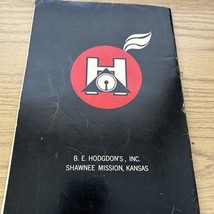 H
B. E. HODGDON'S, INC.
SHAWNEE MISSION, KANSAS